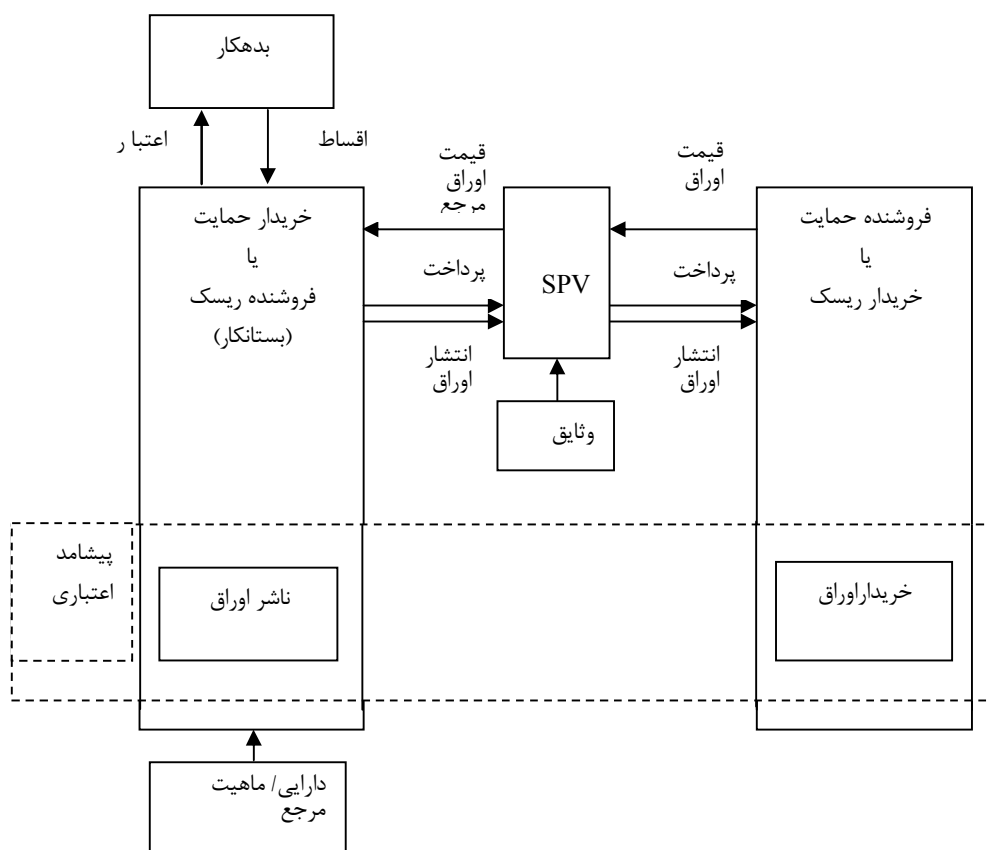 بدهکار
اعتبا ر
اقساط
قیمت
اوراق
مرجع
قیمت
اوراق
خریدار حمایت
یا
فروشنده ریسک
(بستانکار)
پرداخت
SPV
پرداخت
فروشنده حمایت
یا
خریدار ریسک
انتشار
اوراق
انتشار
اوراق
وثایق
پیشامد
اعتباری
ناشر اوراق
خریداراوراق
دارایی/ ماهیت
مرجع